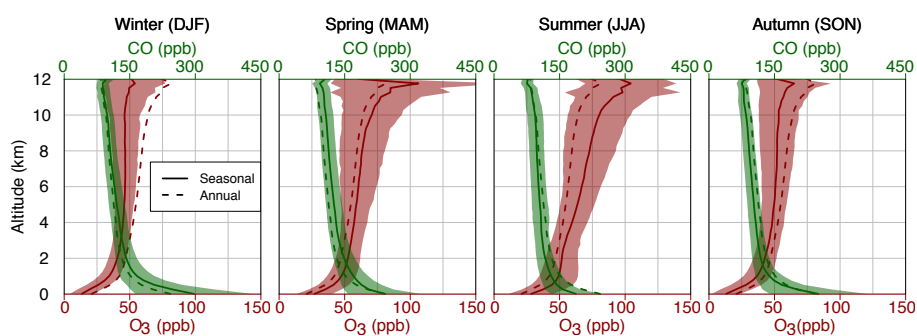 Winter (DJF) Spring (MAM) Summer (JJA) Autumn (SON)
CO (ppb) CO (ppb) CO (ppb) CO (ppb)
0 150 300 450 150 300 450 150 300 450 150 300 450
12
10
8
6
4
2
0
Altitude (km)
Seasonal
Annual
0 50 100 150 50 100 150 50 100 150 50 100 150
O3 (ppb) O3 (ppb) O3 (ppb) O3 (ppb)